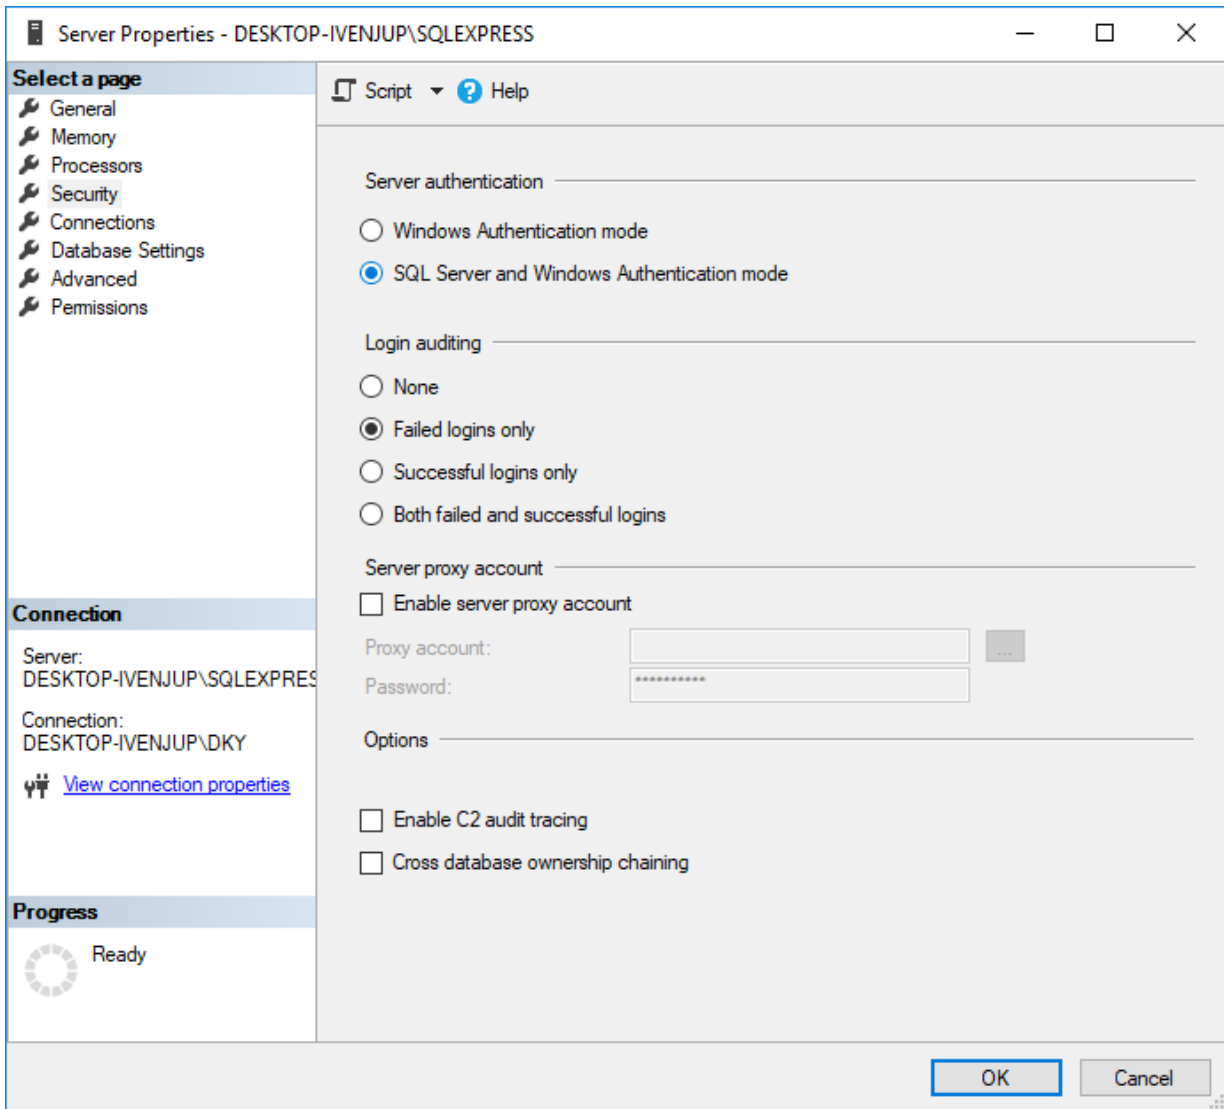 Server Properties - DESKTOP-IVENJUP\SQLEXPRESS
Select a page
General
Memory
Processors
Security
Connections
Database Settings
Advanced
Permissions
Connection
Server:
DESKTOP-IVENJUP\SQLEXPRES
Connection:
DESKTOP-IVENJUP\DKY
View connection properties
Progress
Ready
Script
Help
Server authentication
Windows Authentication mode
SQL Server and Windows Authentication mode
Login auditing
None
Failed logins only
Successful logins only
Both failed and successful logins
Server proxy account
Enable server proxy account
Proxy account:
...
Password: **********
Options
Enable C2 audit tracing
Cross database ownership chaining
OK
Cancel